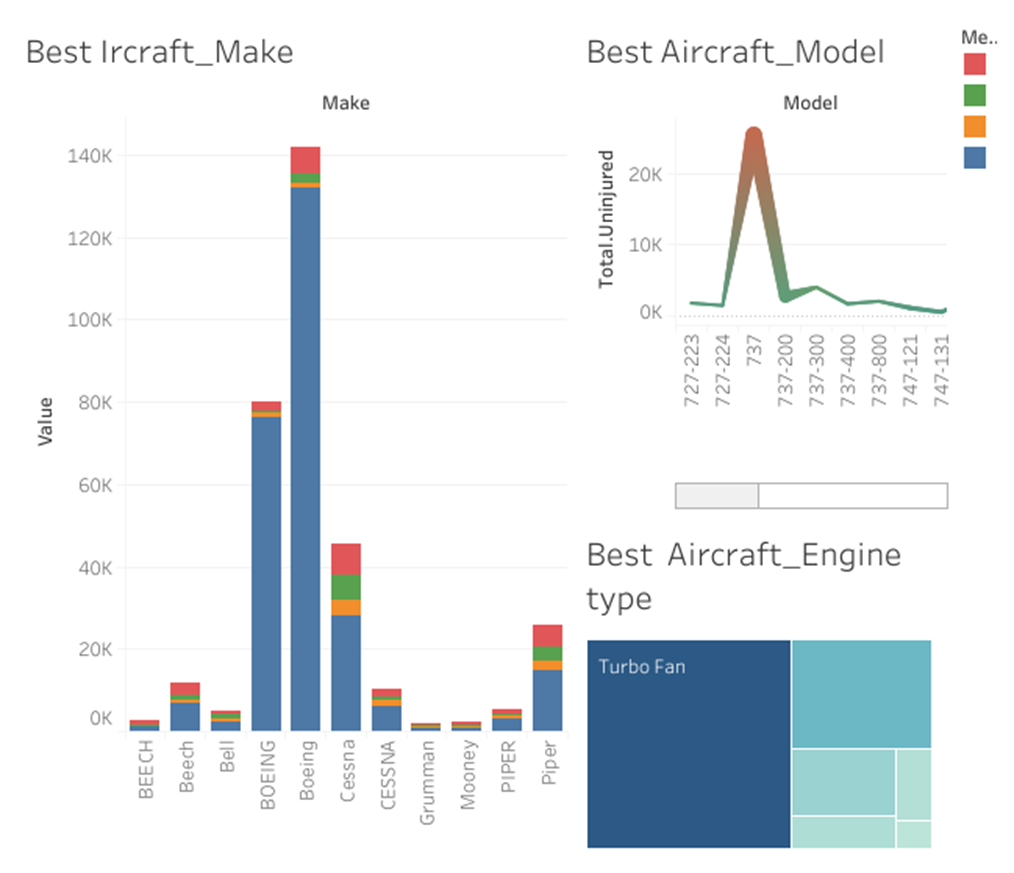 Best Ircraft_Make
Make
Value
140K
120K
100K
80K
60K
40K
20K
0K
BEECH
Beech
Bell
BOEING
Boeing
Cessna
CESSNA
Grumman
Mooney
PIPER
Piper
Best Aircraft_Model
Me..
Model
Total.Uninjured
20K
10K
0K
727-223
727-224
737
737-200
737-300
737-400
737-800
747-121
747-131
Best Aircraft_Engine
type
Turbo Fan